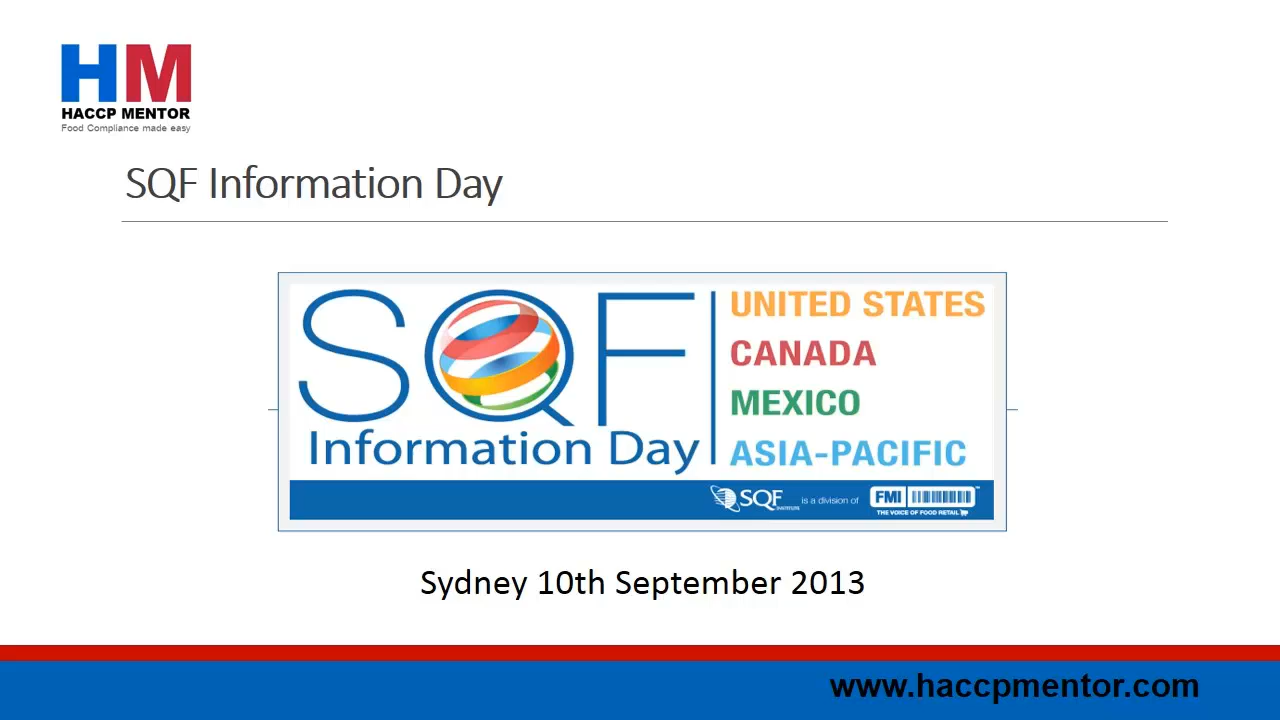 HM
HACCP MENTOR
Food Compliance made easy
SQF Information Day
SQF
Information Day
UNITED STATES
CANADA
MEXICO
ASIA-PACIFIC
SQF INSTITUTE is a division of FMI
THE VOICE OF FOOD RETAIL
Sydney 10th September 2013
www.haccpmentor.com